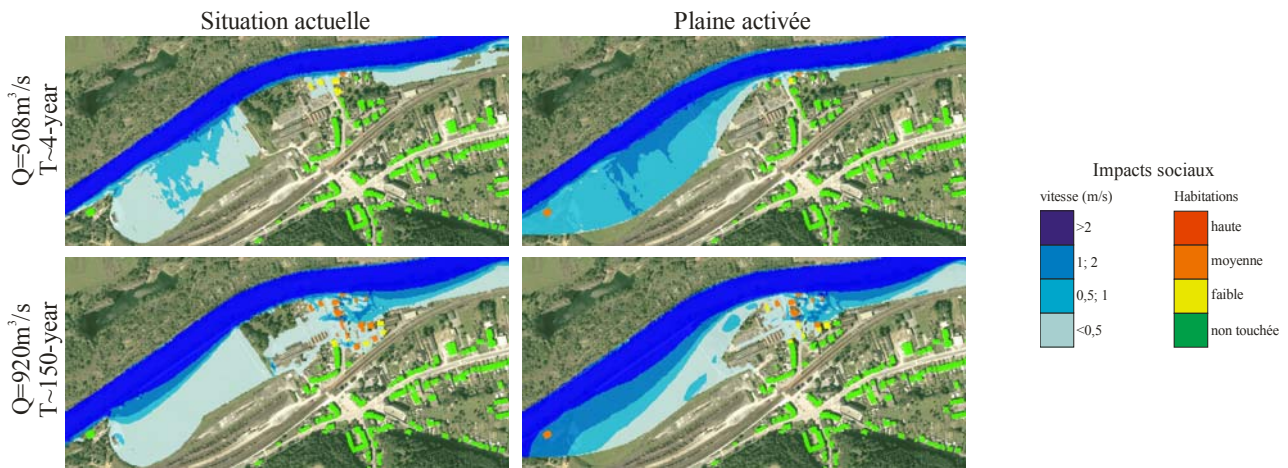 Situation actuelle
Plaine activée
Q=508m³/s
T~4-year
Q=920m³/s
T~150-year
Impacts sociaux
vitesse (m/s)
Habitations
>2
haute
1; 2
moyenne
0,5; 1
faible
<0,5
non touchée